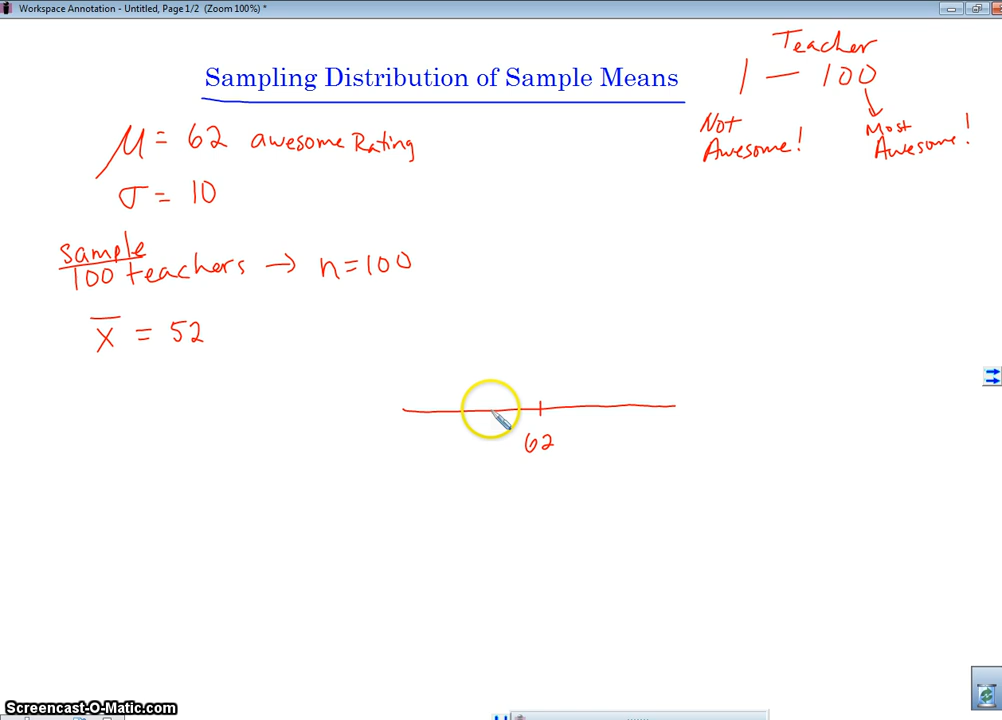 Workspace Annotation - Untitled, Page 1/2 (Zoom 100%) *
Teacher
1 — 100
Not
Awesome!
Most
Awesome!
Sampling Distribution of Sample Means
μ = 62 awesome Rating
σ = 10
sample
100 teachers → n=100
x̄ = 52
62
Screencast-O-Matic.com